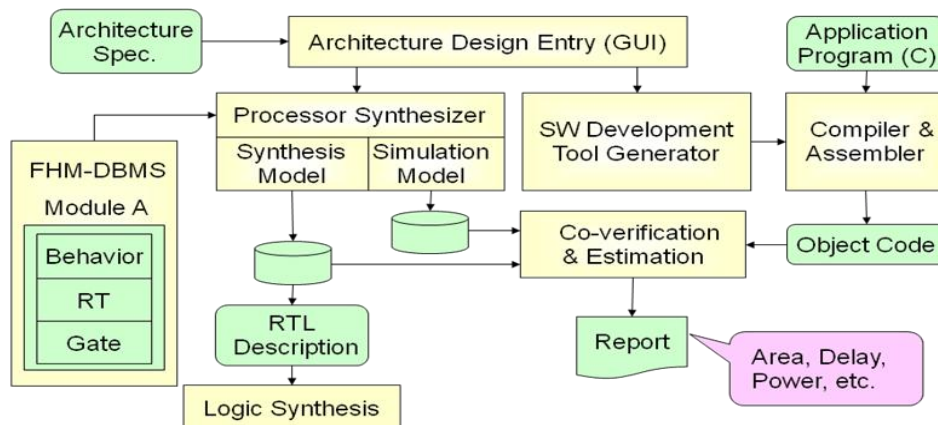 Architecture
Spec.
Architecture Design Entry (GUI)
Application
Program (C)
Processor Synthesizer
Synthesis
Model
Simulation
Model
SW Development
Tool Generator
Compiler &
Assembler
FHM-DBMS
Module A
Behavior
RT
Gate
Co-verification
& Estimation
Object Code
RTL
Description
Report
Area, Delay,
Power, etc.
Logic Synthesis